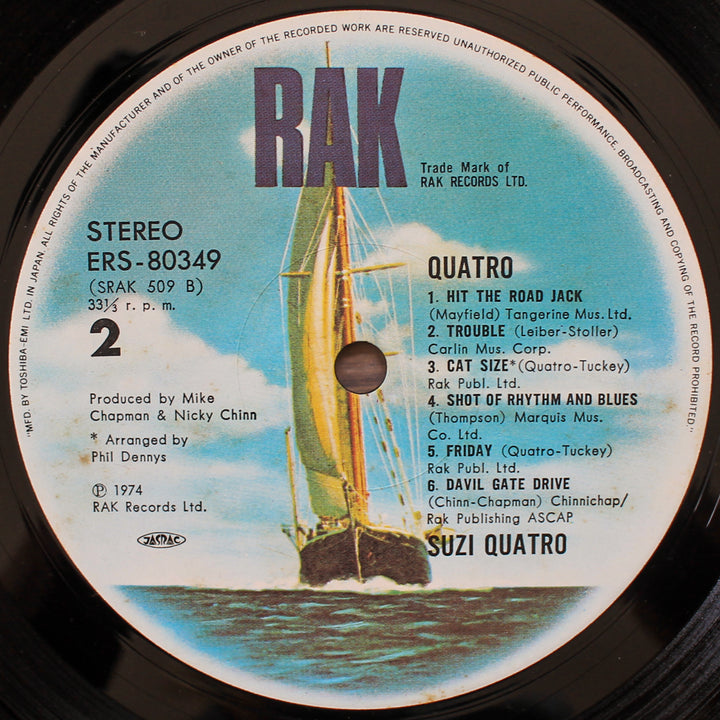 "MFD. BY TOSHIBA-EMI LTD. IN JAPAN. ALL RIGHTS OF THE MANUFACTURER AND OF THE OWNER OF THE RECORDED WORK ARE RESERVED UNAUTHORIZED PUBLIC PERFORMANCE, BROADCASTING AND COPYING OF THE RECORD PROHIBITED."
RAK
Trade Mark of
RAK RECORDS LTD.
STEREO
ERS-80349
(SRAK 509 B)
33 1/3 r. p. m.
2
Produced by Mike
Chapman & Nicky Chinn
* Arranged by
Phil Dennys
Ⓟ 1974
RAK Records Ltd.
JASRAC
QUATRO
1. HIT THE ROAD JACK
(Mayfield) Tangerine Mus. Ltd.
2. TROUBLE (Leiber-Stoller)
Carlin Mus. Corp.
3. CAT SIZE* (Quatro-Tuckey)
Rak Publ. Ltd.
4. SHOT OF RHYTHM AND BLUES
(Thompson) Marquis Mus.
Co. Ltd.
5. FRIDAY (Quatro-Tuckey)
Rak Publ. Ltd.
6. DAVIL GATE DRIVE
(Chinn-Chapman) Chinnichap/
Rak Publishing ASCAP
SUZI QUATRO